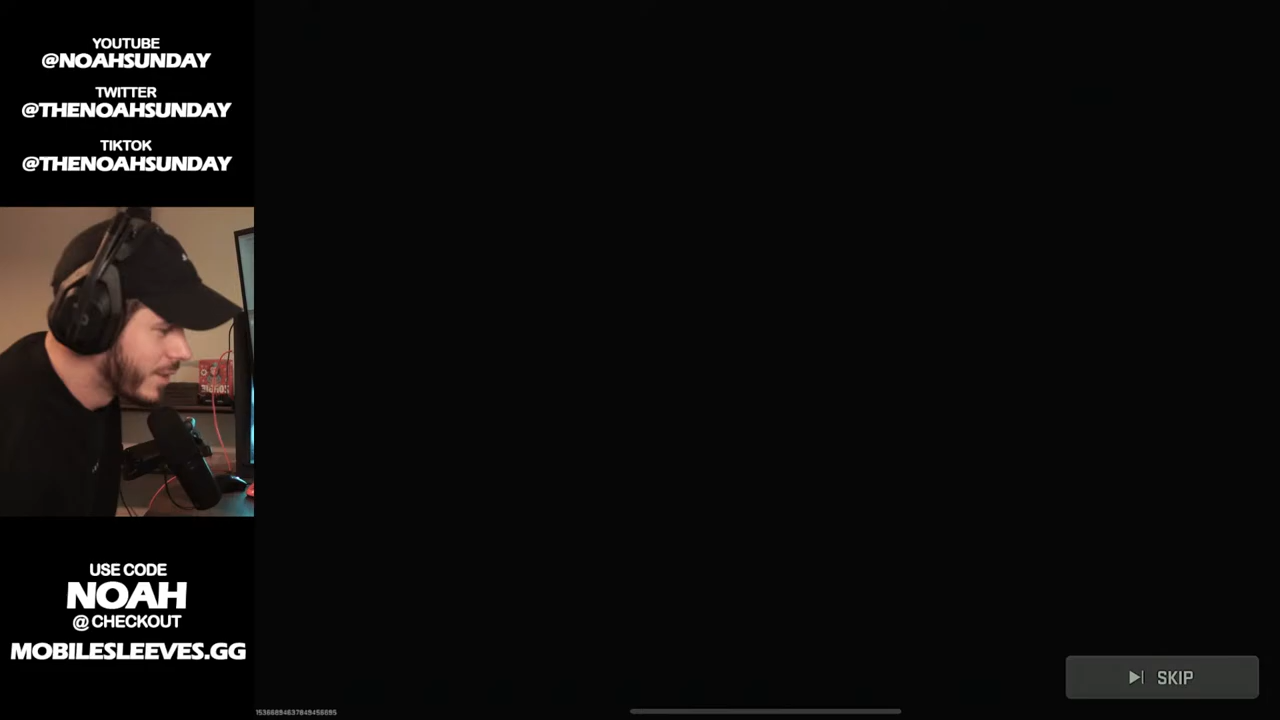 YOUTUBE
@NOAHSUNDAY
TWITTER
@THENOAHSUNDAY
TIKTOK
@THENOAHSUNDAY
USE CODE
NOAH
@ CHECKOUT
MOBILESLEEVES.GG
SKIP